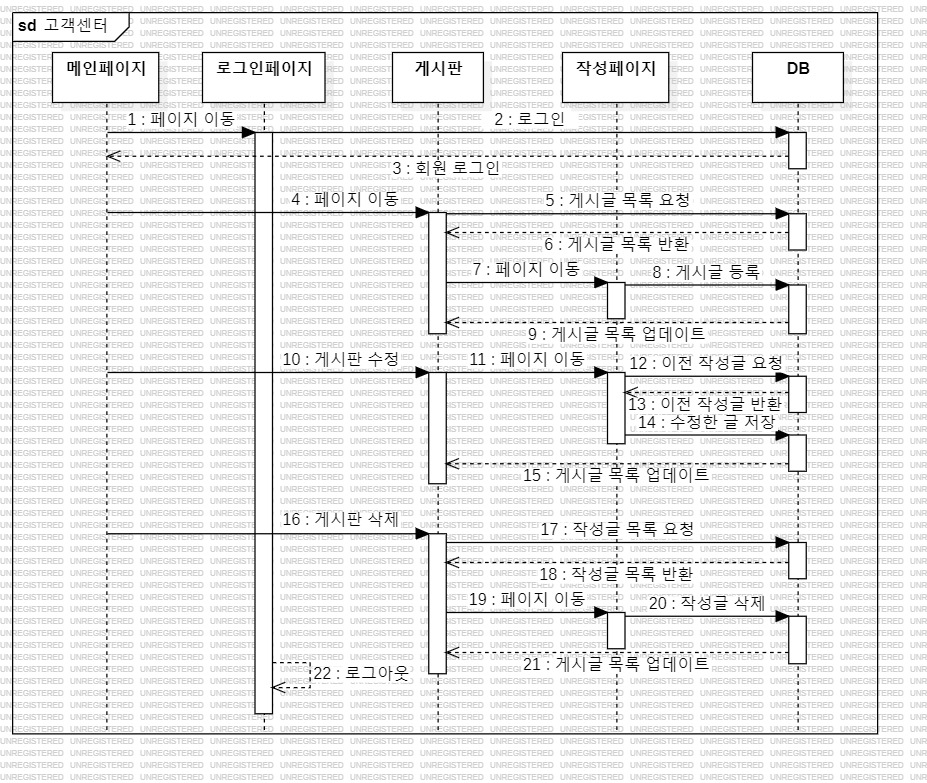 sd 고객센터
메인페이지
로그인페이지
게시판
작성페이지
DB
1 : 페이지 이동
2 : 로그인
3 : 회원 로그인
4 : 페이지 이동
5 : 게시글 목록 요청
6 : 게시글 목록 반환
7 : 페이지 이동
8 : 게시글 등록
9 : 게시글 목록 업데이트
10 : 게시판 수정
11 : 페이지 이동
12 : 이전 작성글 요청
13 : 이전 작성글 반환
14 : 수정한 글 저장
15 : 게시글 목록 업데이트
16 : 게시판 삭제
17 : 작성글 목록 요청
18 : 작성글 목록 반환
19 : 페이지 이동
20 : 작성글 삭제
21 : 게시글 목록 업데이트
22 : 로그아웃
UNREGISTERED